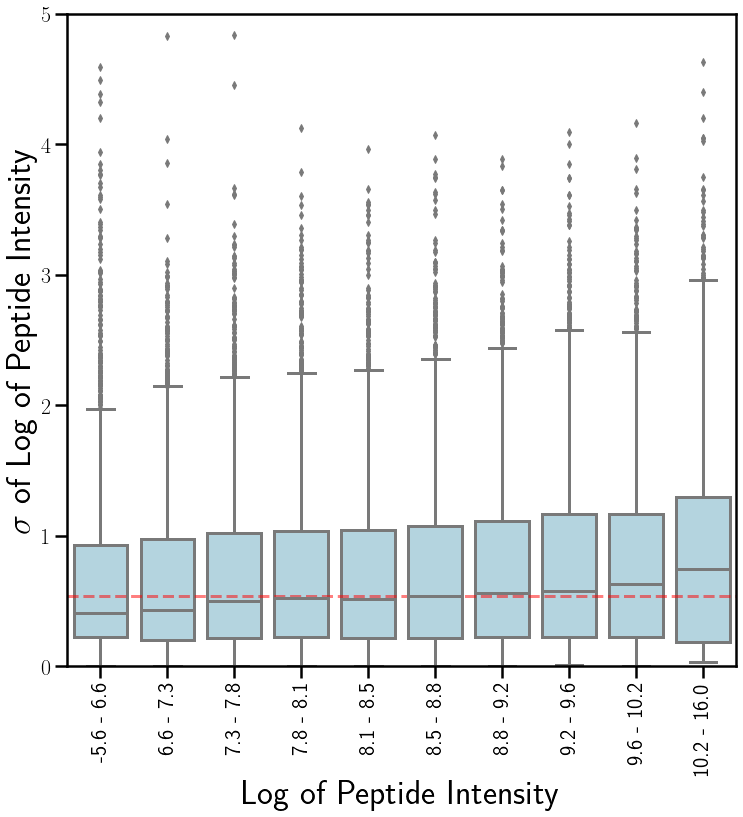 σ of Log of Peptide Intensity
5
4
3
2
1
0
-5.6 - 6.6
6.6 - 7.3
7.3 - 7.8
7.8 - 8.1
8.1 - 8.5
8.5 - 8.8
8.8 - 9.2
9.2 - 9.6
9.6 - 10.2
10.2 - 16.0
Log of Peptide Intensity